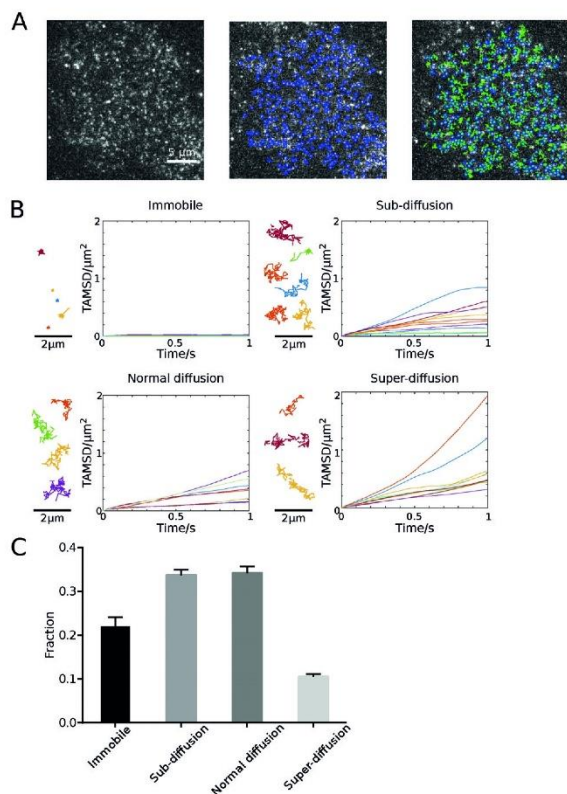 A
5 μm
B
Immobile
TAMSD/μm²
2
1
0
0
0.5
1
Time/s
2μm
Sub-diffusion
TAMSD/μm²
2
1
0
0
0.5
1
Time/s
2μm
Normal diffusion
TAMSD/μm²
2
1
0
0
0.5
1
Time/s
2μm
Super-diffusion
TAMSD/μm²
2
1
0
0
0.5
1
Time/s
2μm
C
Fraction
0.4
0.3
0.2
0.1
0.0
Immobile
Sub-diffusion
Normal diffusion
Super-diffusion